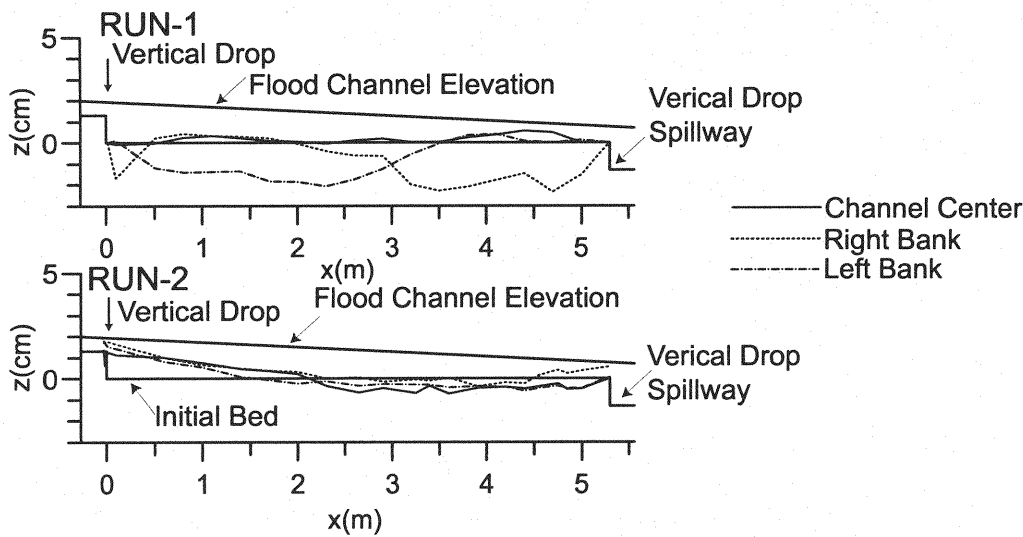 RUN-1
5
Vertical Drop
Flood Channel Elevation
z(cm)
0
Verical Drop
Spillway
0 1 2 3 4 5
x(m)
Channel Center
Right Bank
Left Bank
5
RUN-2
Vertical Drop
Flood Channel Elevation
z(cm)
0
Verical Drop
Spillway
Initial Bed
0 1 2 3 4 5
x(m)